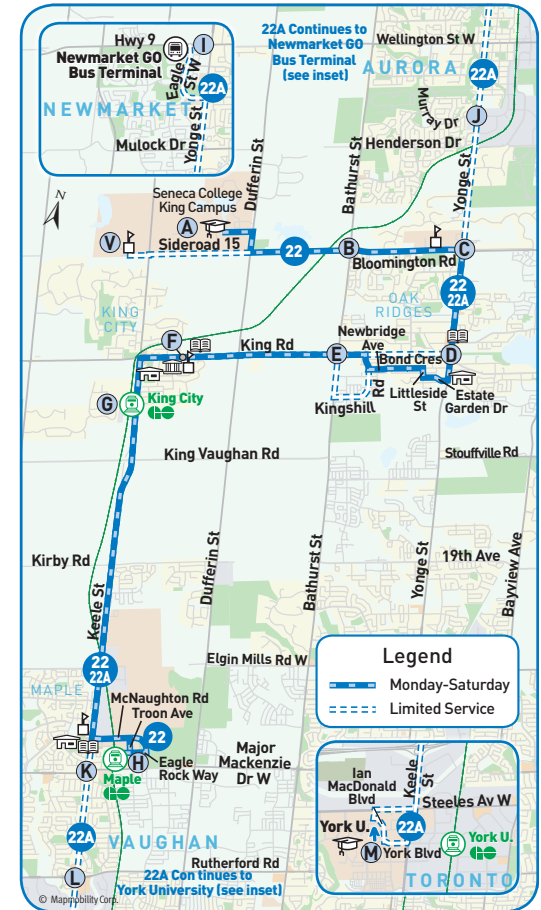 Hwy 9
I
Newmarket GO
Bus Terminal
Eagle
St W
22A
NEWMARKET
Yonge St
Mulock Dr
22A Continues to
Newmarket GO
Bus Terminal
(see inset)
Wellington St W
AURORA
22A
Murray Dr
J
Henderson Dr
Dufferin St
Bathurst St
Yonge St
N
Seneca College
King Campus
A
V
Sideroad 15
22
B
C
Bloomington Rd
22
22A
KING
CITY
OAK
RIDGES
F
King Rd
Newbridge
Ave
E
D
Bond Cres
Rd
Kingshill
Littleside
St
Estate
Garden Dr
G
King City
GO
King Vaughan Rd
Stouffville Rd
Kirby Rd
Dufferin St
Bathurst St
Yonge St
19th Ave
Bayview Ave
Keele St
22
22A
Elgin Mills Rd W
MAPLE
McNaughton Rd
Troon Ave
22
H
Eagle
Rock Way
K
Maple
GO
Major
Mackenzie
Dr W
22A
VAUGHAN
Rutherford Rd
L
22A Continues to
York University (see inset)
Legend
Monday-Saturday
Limited Service
Ian
MacDonald
Blvd
Keele
St
Steeles Av W
York U.
22A
M
York Blvd
York U.
GO
TORONTO
© Mapmobility Corp.